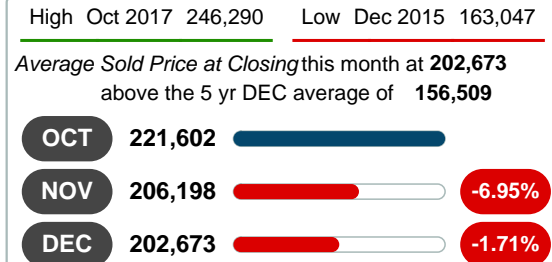 High Oct 2017 246,290 Low Dec 2015 163,047
Average Sold Price at Closing this month at 202,673
above the 5 yr DEC average of 156,509
OCT 221,602
NOV 206,198 -6.95%
DEC 202,673 -1.71%